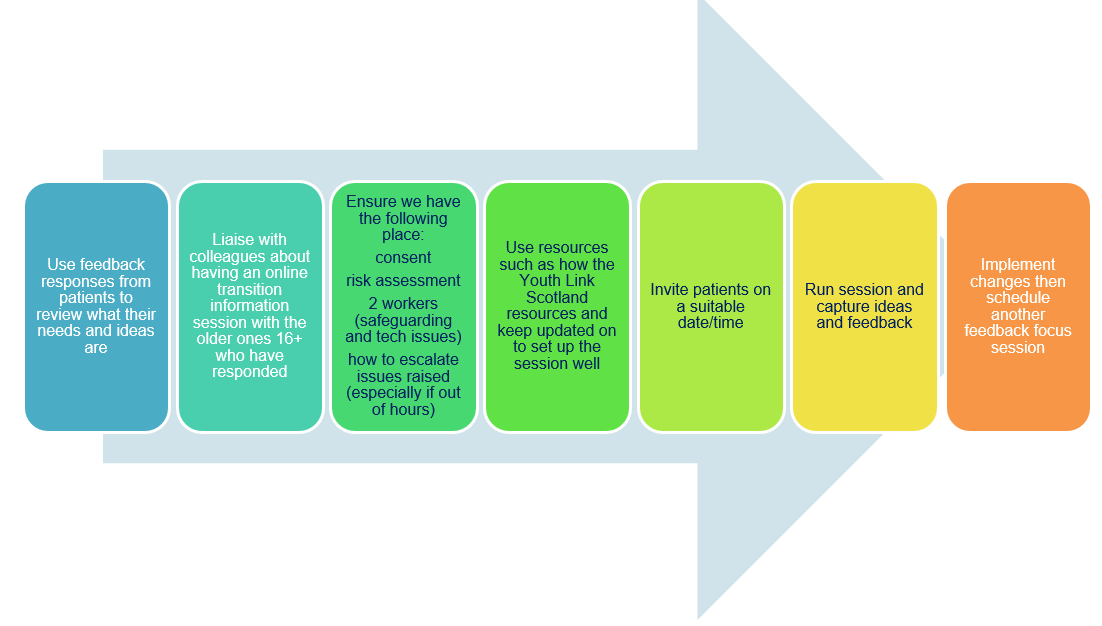 Use feedback
responses from
patients to
review what their
needs and ideas
are
Liaise with
colleagues about
having an online
transition
information
session with the
older ones 16+
who have
responded
Ensure we have
the following
place:
consent
risk assessment
2 workers
(safeguarding
and tech issues)
how to escalate
issues raised
(especially if out
of hours)
Use resources
such as how the
Youth Link
Scotland
resources and
keep updated on
to set up the
session well
Invite patients on
a suitable
date/time
Run session and
capture ideas
and feedback
Implement
changes then
schedule
another
feedback focus
session